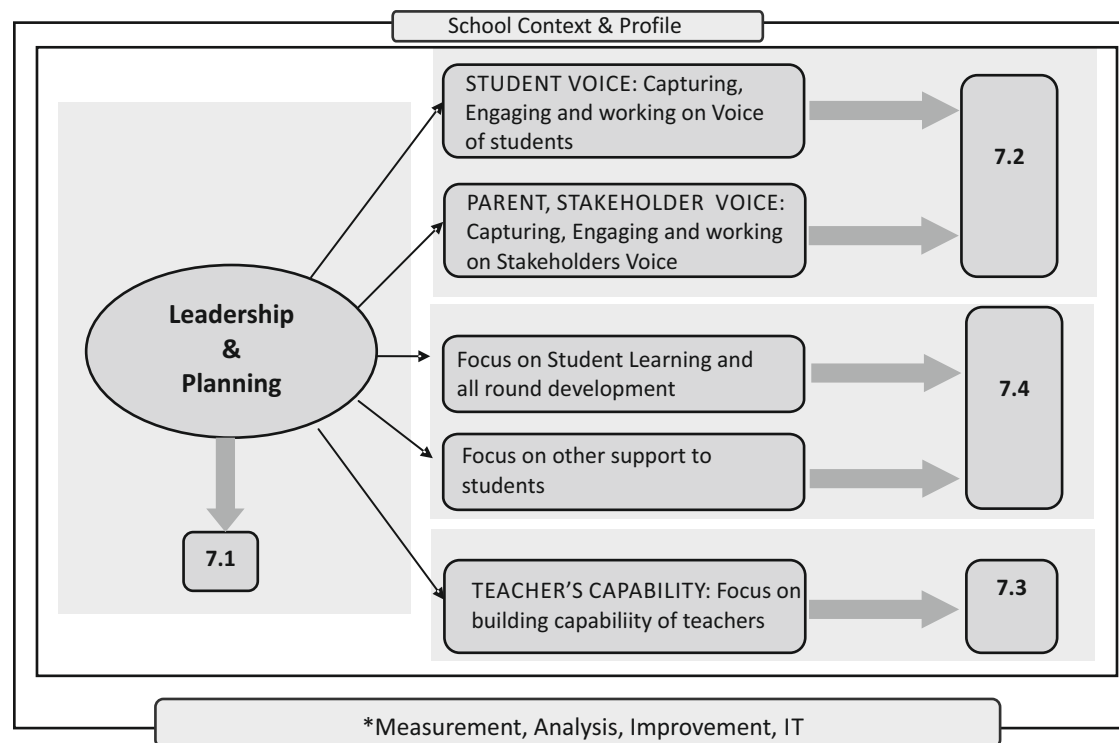 School Context & Profile
STUDENT VOICE: Capturing,
Engaging and working on Voice
of students
7.2
PARENT, STAKEHOLDER VOICE:
Capturing, Engaging and working
on Stakeholders Voice
Leadership
&
Planning
Focus on Student Learning and
all round development
7.4
Focus on other support to
students
7.1
TEACHER'S CAPABILITY: Focus on
building capabiliity of teachers
7.3
*Measurement, Analysis, Improvement, IT